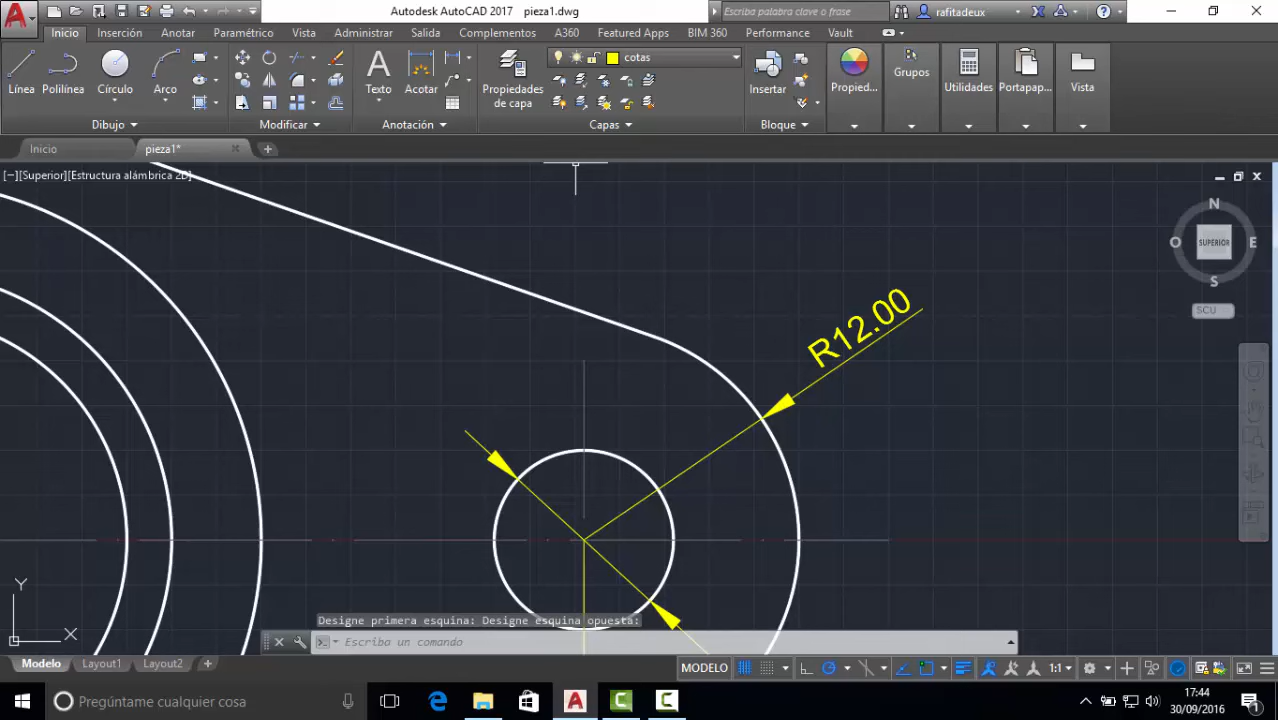 Autodesk AutoCAD 2017 pieza1.dwg
Escriba palabra clave o frase
rafitadeux
Inicio Inserción Anotar Paramétrico Vista Administrar Salida Complementos A360 Featured Apps BIM 360 Performance Vault
cotas
Línea Polilínea Círculo Arco
Texto Acotar
Propiedades de capa
Insertar
Propied... Grupos Utilidades Portapap... Vista
Dibujo Modificar Anotación Capas Bloque
Inicio pieza1*
[−][Superior][Estructura alámbrica 2D]
N
O SUPERIOR E
S
SCU
R12.00
Y
X
Designe primera esquina: Designe esquina opuesta:
Escriba un comando
Modelo Layout1 Layout2 +
MODELO 1:1
Pregúntame cualquier cosa
17:44
30/09/2016
1